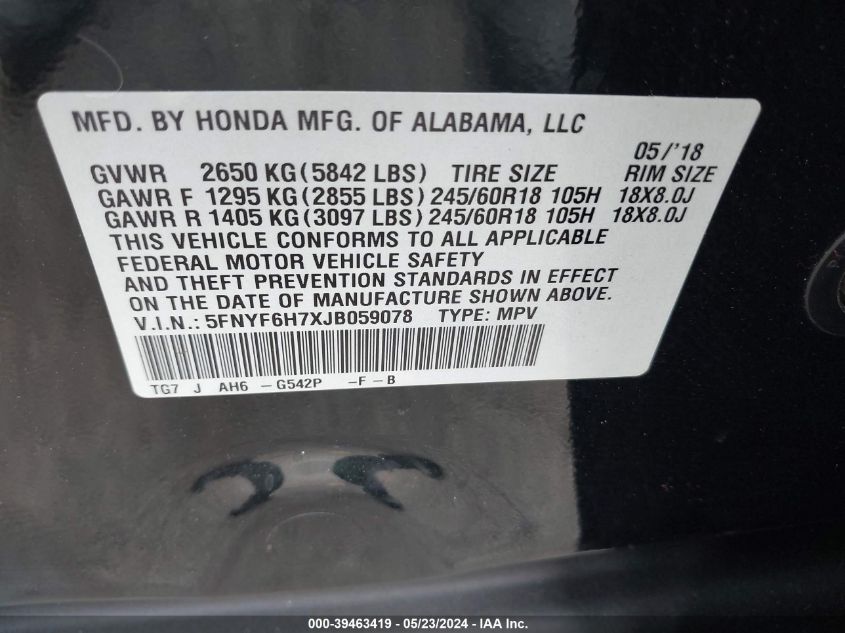 MFD. BY HONDA MFG. OF ALABAMA, LLC
05/'18
GVWR 2650 KG (5842 LBS) TIRE SIZE RIM SIZE
GAWR F 1295 KG (2855 LBS) 245/60R18 105H 18X8.0J
GAWR R 1405 KG (3097 LBS) 245/60R18 105H 18X8.0J
THIS VEHICLE CONFORMS TO ALL APPLICABLE
FEDERAL MOTOR VEHICLE SAFETY
AND THEFT PREVENTION STANDARDS IN EFFECT
ON THE DATE OF MANUFACTURE SHOWN ABOVE.
V.I.N.: 5FNYF6H7XJB059078 TYPE: MPV
TG7 J AH6 – G542P – F – B
000-39463419 - 05/23/2024 - IAA Inc.